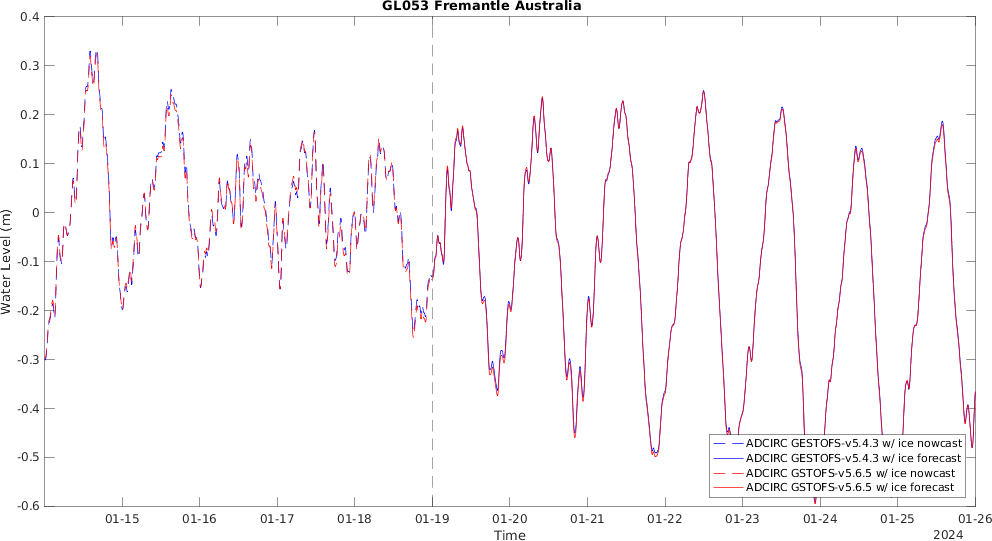 GL053 Fremantle Australia
0.4
0.3
0.2
0.1
0
-0.1
-0.2
-0.3
-0.4
-0.5
-0.6
Water Level (m)
ADCIRC GESTOFS-v5.4.3 w/ ice nowcast
ADCIRC GESTOFS-v5.4.3 w/ ice forecast
ADCIRC GSTOFS-v5.6.5 w/ ice nowcast
ADCIRC GSTOFS-v5.6.5 w/ ice forecast
01-15 01-16 01-17 01-18 01-19 01-20 01-21 01-22 01-23 01-24 01-25 01-26
Time
2024